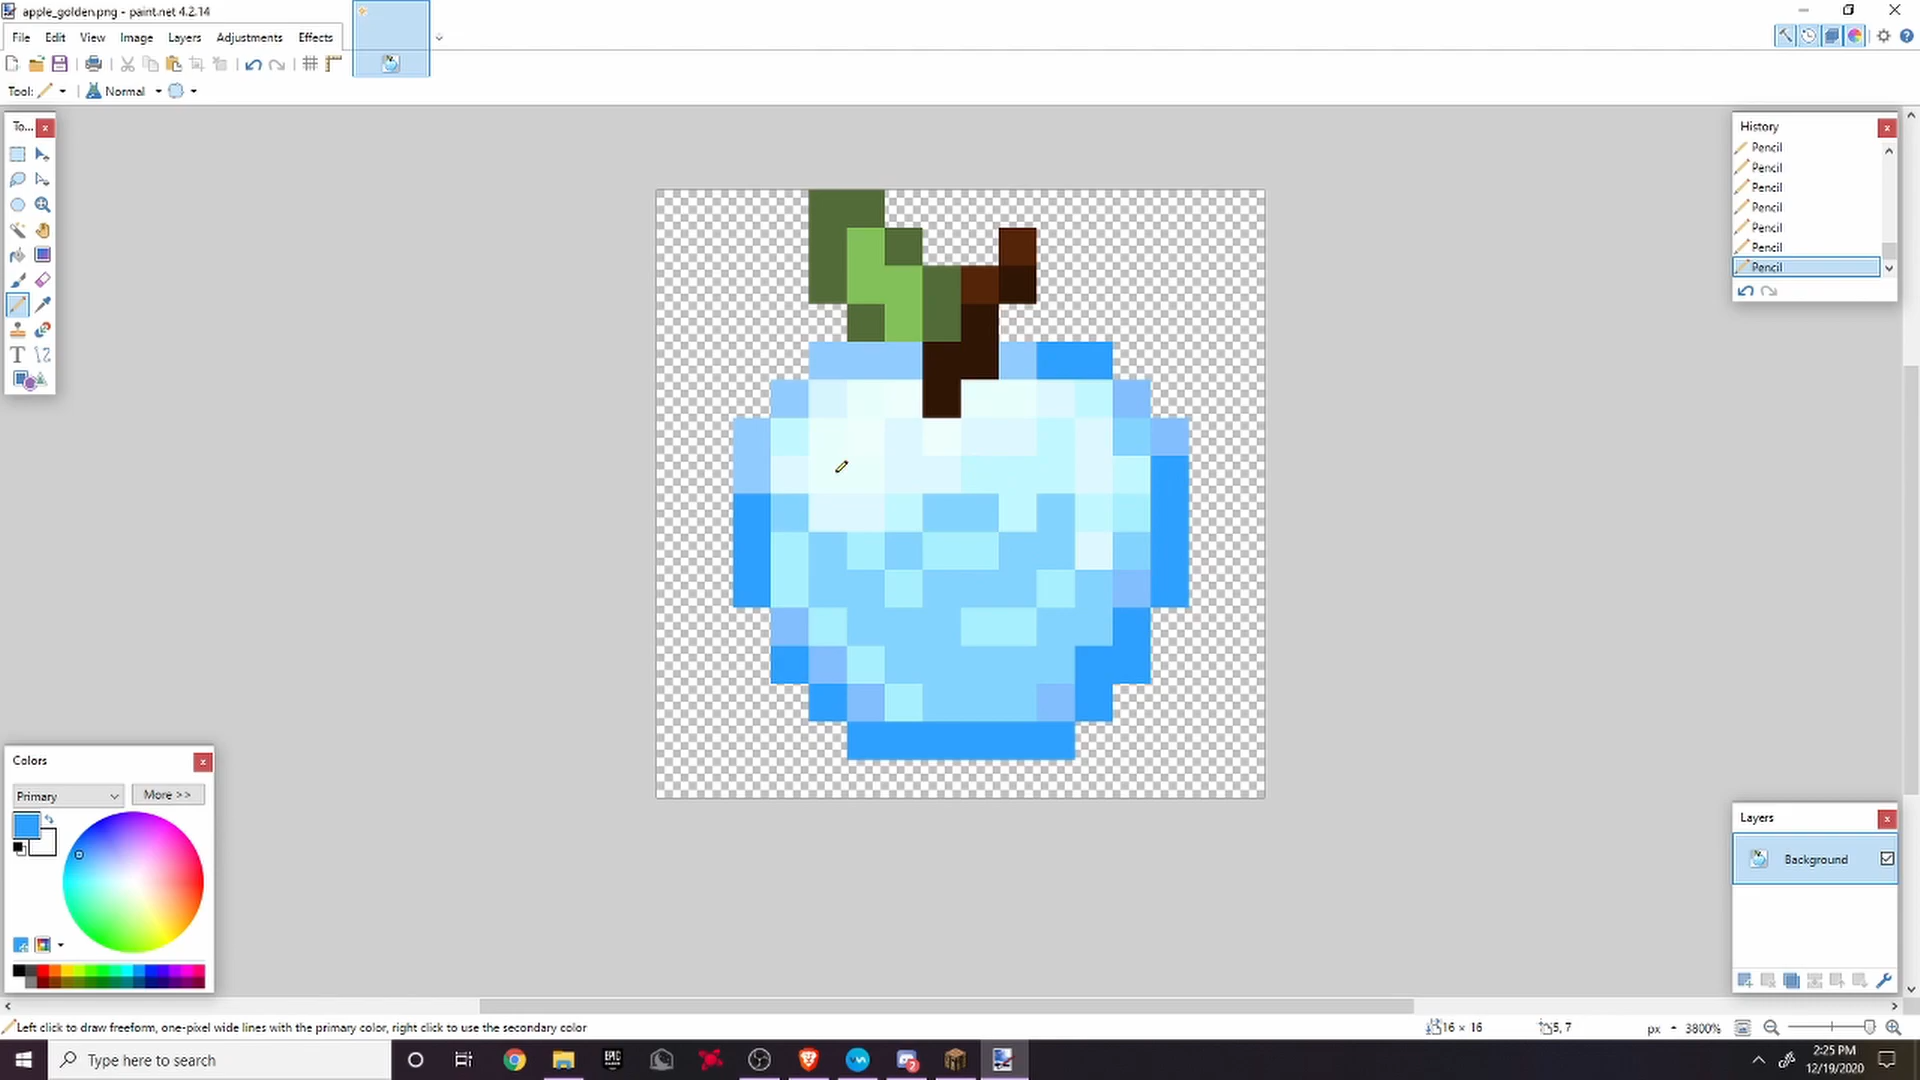 apple_golden.png - paint.net 4.2.14
File Edit View Image Layers Adjustments Effects
Tool: Normal
To...
History
Pencil
Pencil
Pencil
Pencil
Pencil
Pencil
Pencil
Colors
Primary
More >>
Layers
Background
Left click to draw freeform, one-pixel wide lines with the primary color, right click to use the secondary color
16 × 16
5, 7
px
3800%
Type here to search
EPIC
2:25 PM
12/19/2020